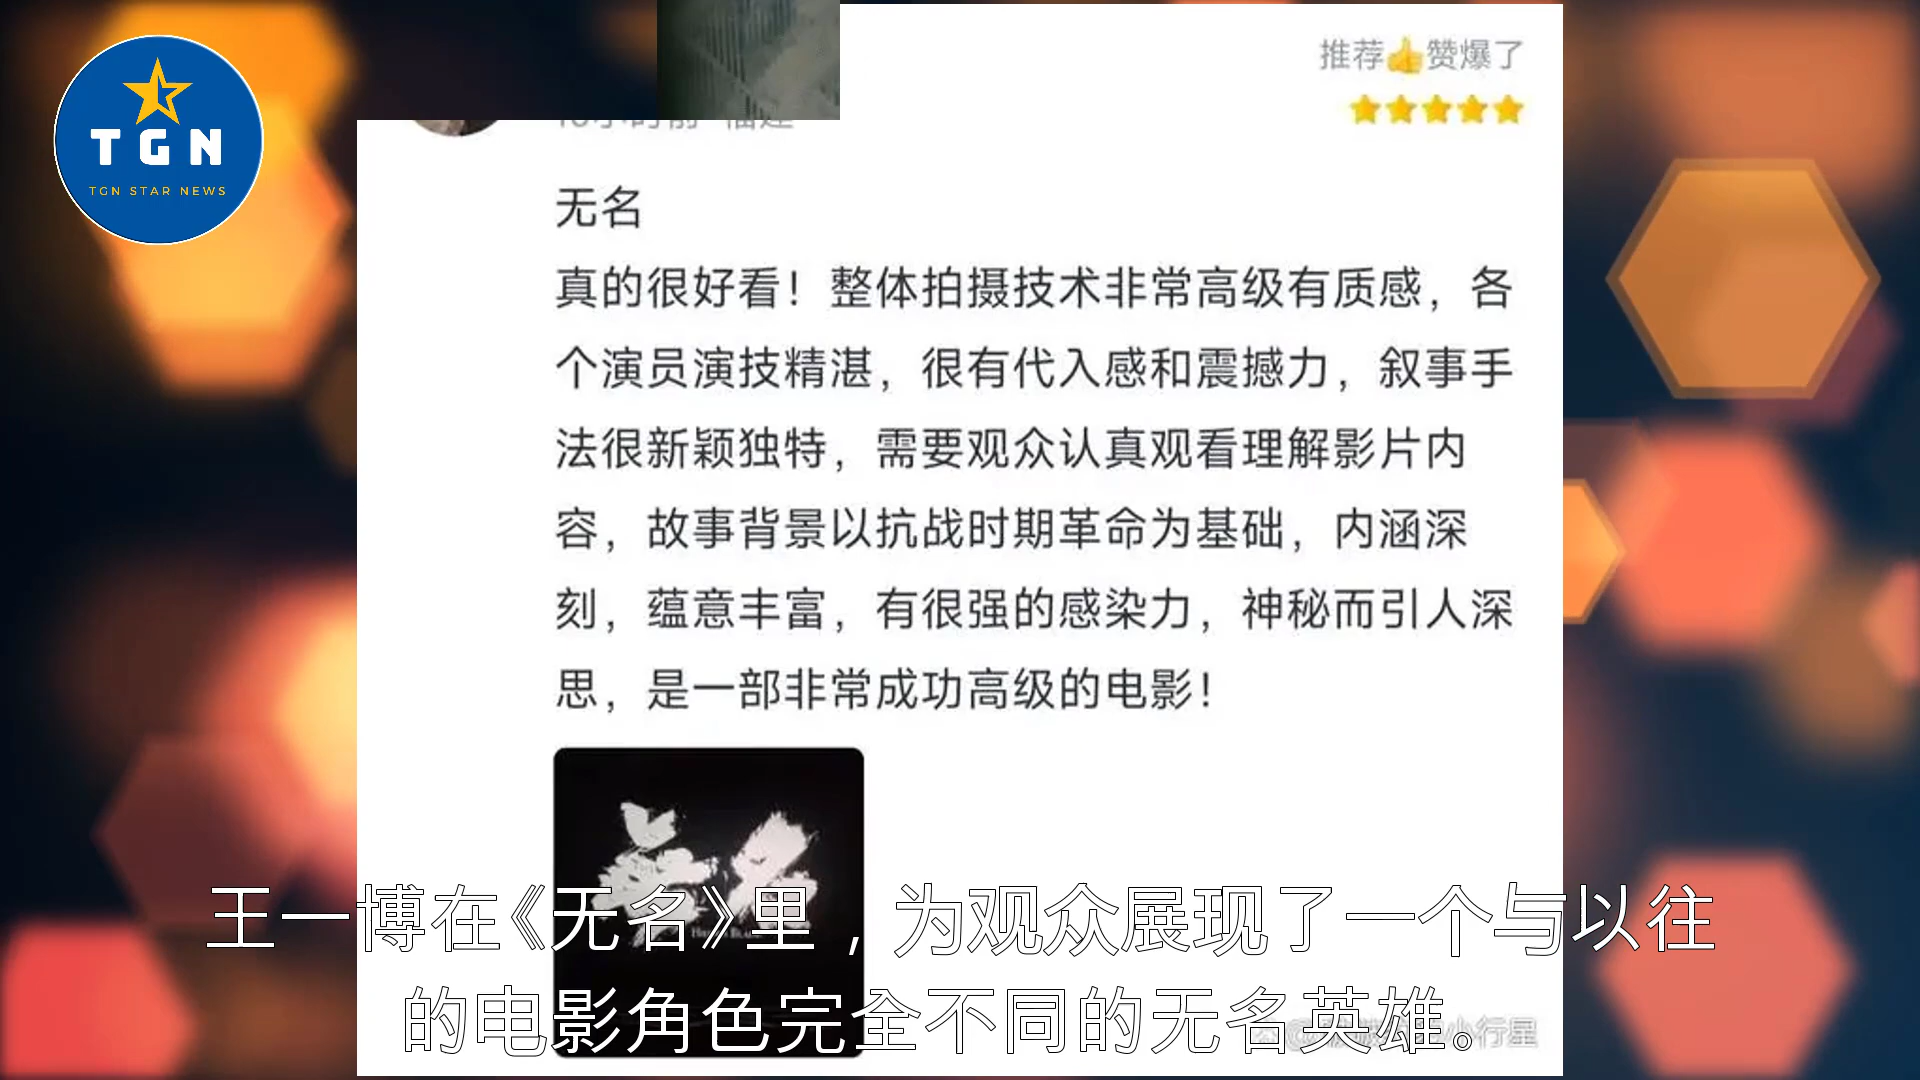 TGN
TGN STAR NEWS
推荐👍赞爆了
无名
真的很好看！整体拍摄技术非常高级有质感，各
个演员演技精湛，很有代入感和震撼力，叙事手
法很新颖独特，需要观众认真观看理解影片内
容，故事背景以抗战时期革命为基础，内涵深
刻，蕴意丰富，有很强的感染力，神秘而引人深
思，是一部非常成功高级的电影！
无名
王一博在《无名》里，为观众展现了一个与以往
的电影角色完全不同的无名英雄。
小行星